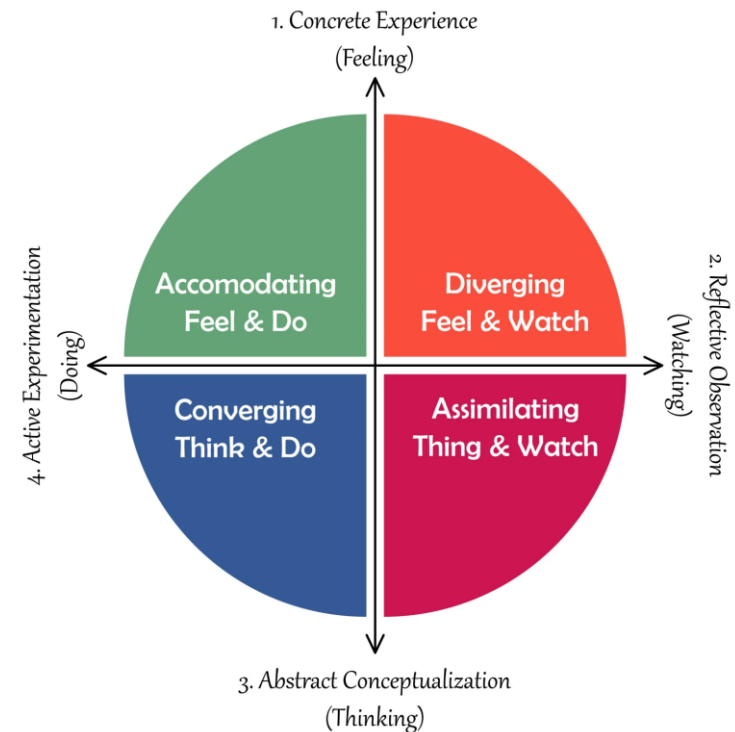 1. Concrete Experience
(Feeling)
Accomodating
Feel & Do
Diverging
Feel & Watch
4. Active Experimentation
(Doing)
2. Reflective Observation
(Watching)
Converging
Think & Do
Assimilating
Thing & Watch
3. Abstract Conceptualization
(Thinking)